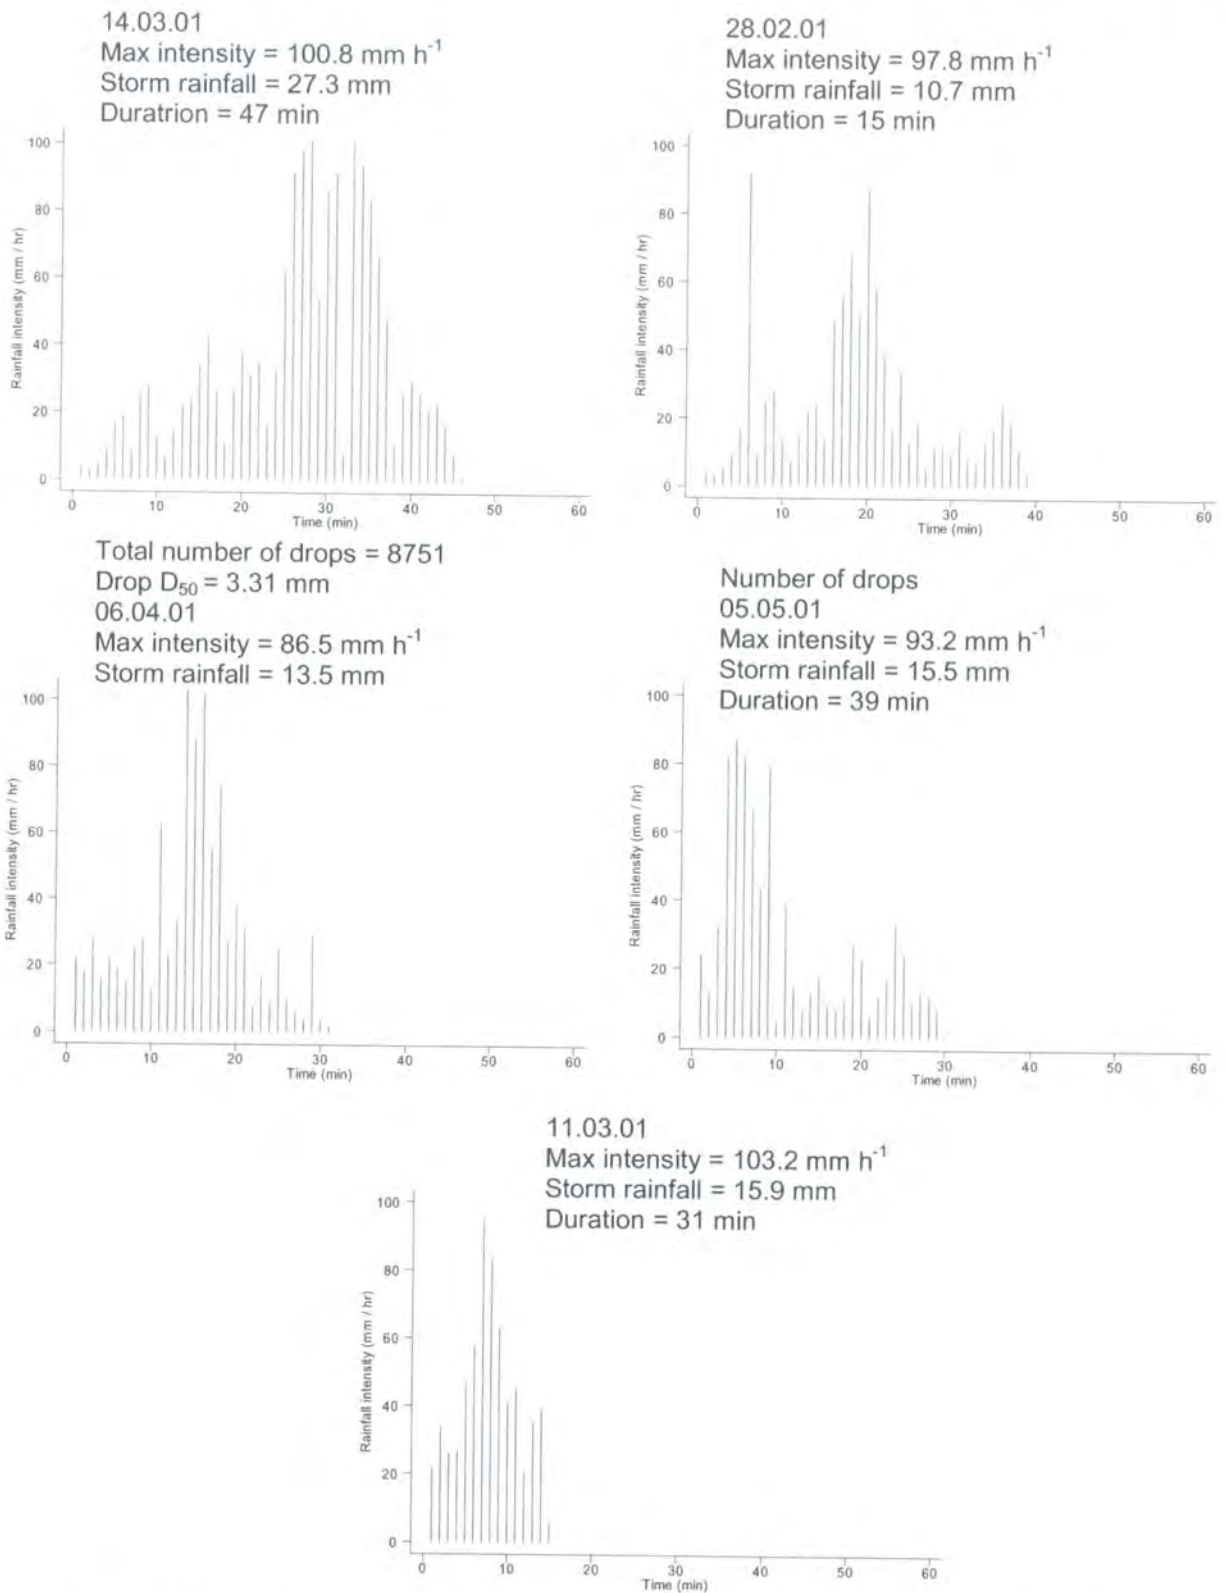 14.03.01
Max intensity = 100.8 mm h⁻¹
Storm rainfall = 27.3 mm
Duratrion = 47 min
100
80
60
40
20
0
Rainfall intensity (mm / hr)
0 10 20 30 40 50 60
Time (min)
28.02.01
Max intensity = 97.8 mm h⁻¹
Storm rainfall = 10.7 mm
Duration = 15 min
100
80
60
40
20
0
Rainfall intensity (mm / hr)
0 10 20 30 40 50 60
Time (min)
Total number of drops = 8751
Drop D₅₀ = 3.31 mm
06.04.01
Max intensity = 86.5 mm h⁻¹
Storm rainfall = 13.5 mm
100
80
60
40
20
0
Rainfall intensity (mm / hr)
0 10 20 30 40 50 60
Time (min)
Number of drops
05.05.01
Max intensity = 93.2 mm h⁻¹
Storm rainfall = 15.5 mm
Duration = 39 min
100
80
60
40
20
0
Rainfall intensity (mm / hr)
0 10 20 30 40 50 60
Time (min)
11.03.01
Max intensity = 103.2 mm h⁻¹
Storm rainfall = 15.9 mm
Duration = 31 min
100
80
60
40
20
0
Rainfall intensity (mm / hr)
0 10 20 30 40 50 60
Time (min)